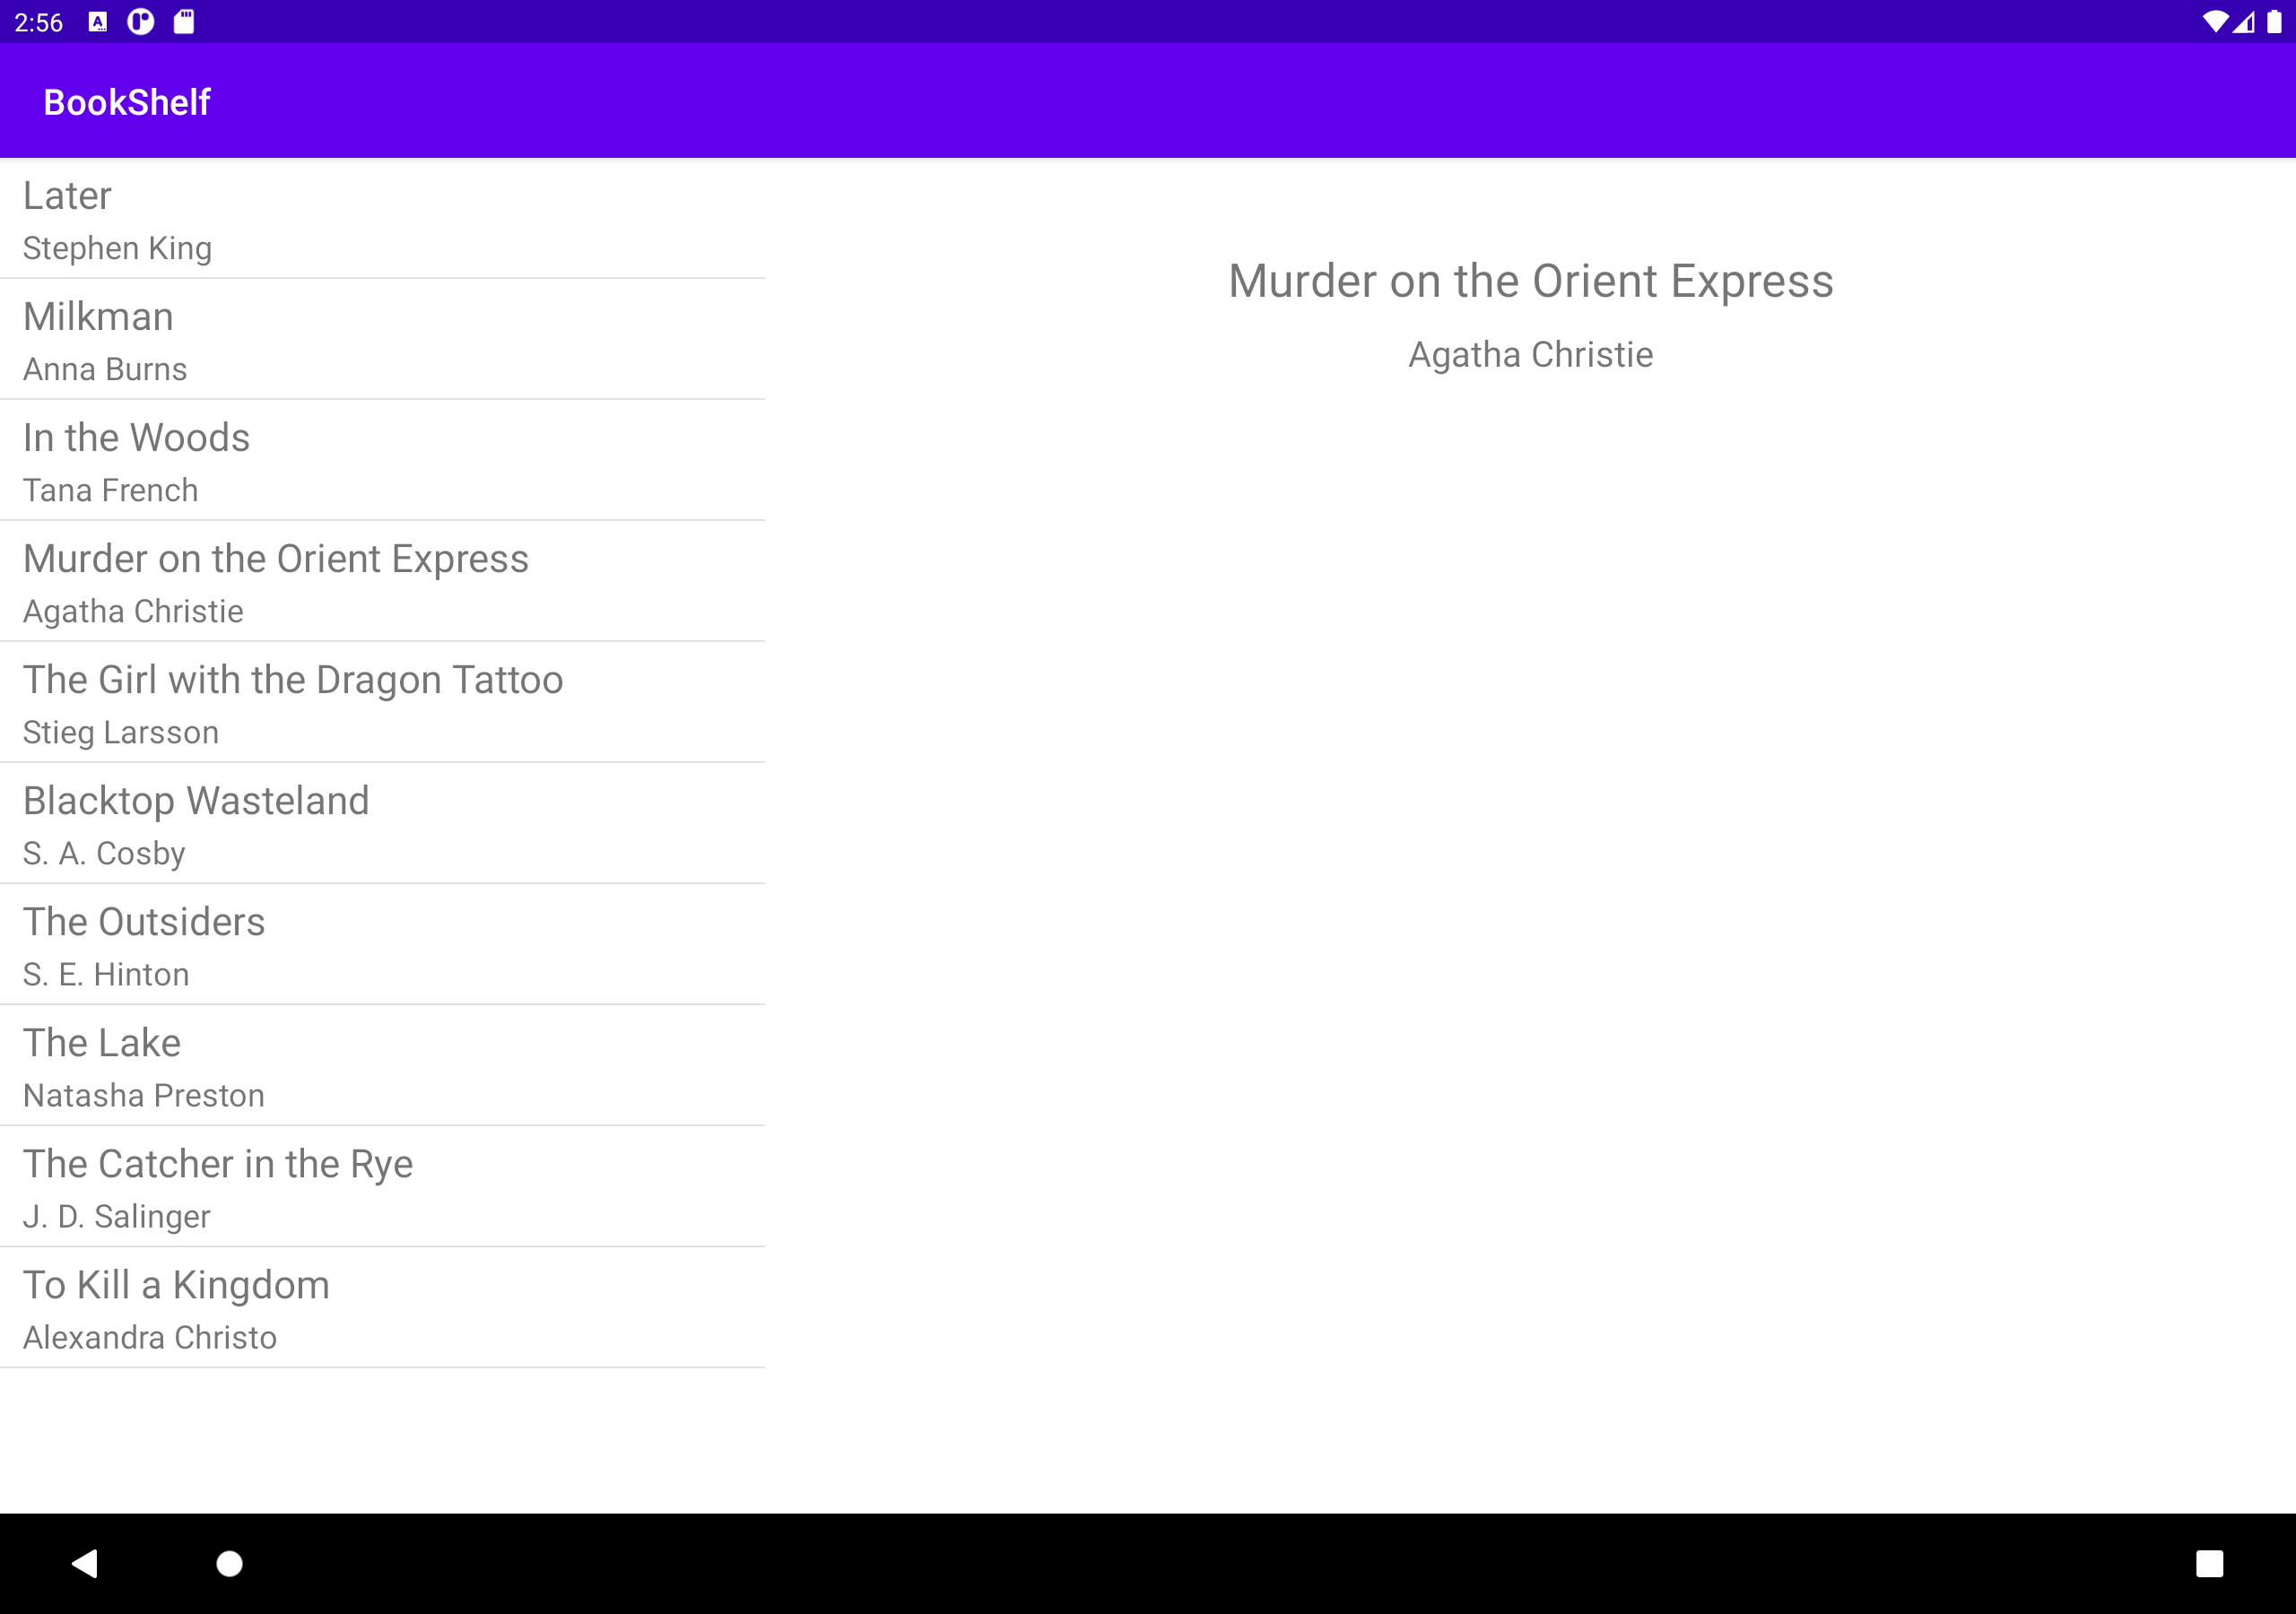 2:56
BookShelf
Later
Stephen King
Milkman
Anna Burns
In the Woods
Tana French
Murder on the Orient Express
Agatha Christie
The Girl with the Dragon Tattoo
Stieg Larsson
Blacktop Wasteland
S. A. Cosby
The Outsiders
S. E. Hinton
The Lake
Natasha Preston
The Catcher in the Rye
J. D. Salinger
To Kill a Kingdom
Alexandra Christo
Murder on the Orient Express
Agatha Christie